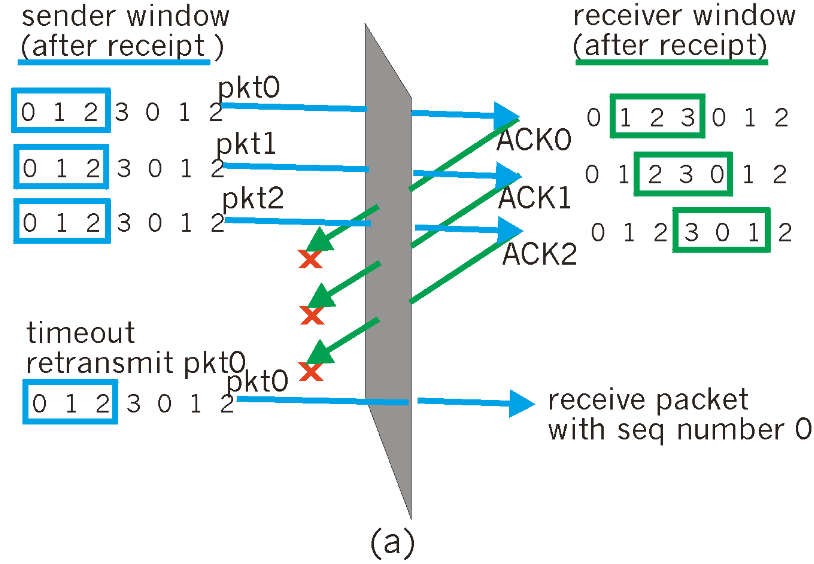 sender window
(after receipt )
receiver window
(after receipt)
0 1 2 3 0 1 2
pkt0
ACK0
0 1 2 3 0 1 2
0 1 2 3 0 1 2
pkt1
ACK1
0 1 2 3 0 1 2
0 1 2 3 0 1 2
pkt2
ACK2
0 1 2 3 0 1 2
timeout
retransmit pkt0
0 1 2 3 0 1 2
pkt0
receive packet
with seq number 0
(a)